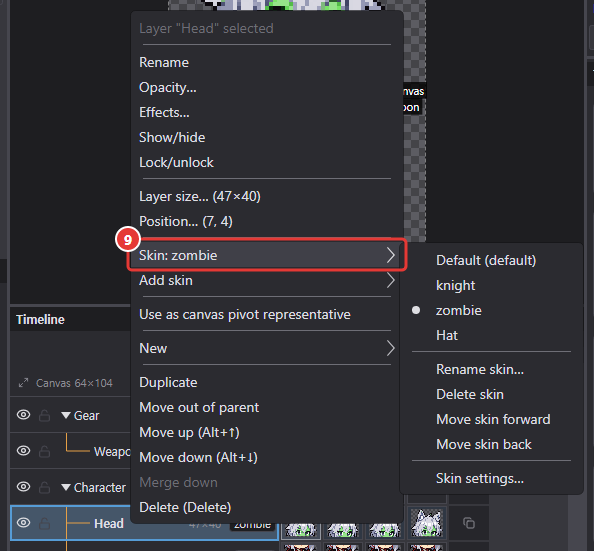 Layer "Head" selected
Rename
Opacity...
Effects...
nvas
oon
Show/hide
Lock/unlock
Layer size... (47×40)
Position... (7, 4)
9
Skin: zombie
Add skin
Use as canvas pivot representative
New
Duplicate
Move out of parent
Move up (Alt+↑)
Move down (Alt+↓)
Merge down
Delete (Delete)
Default (default)
knight
zombie
Hat
Rename skin...
Delete skin
Move skin forward
Move skin back
Skin settings...
Timeline
Canvas 64×104
Gear
Weapo
Character
Head 47×40 zombie